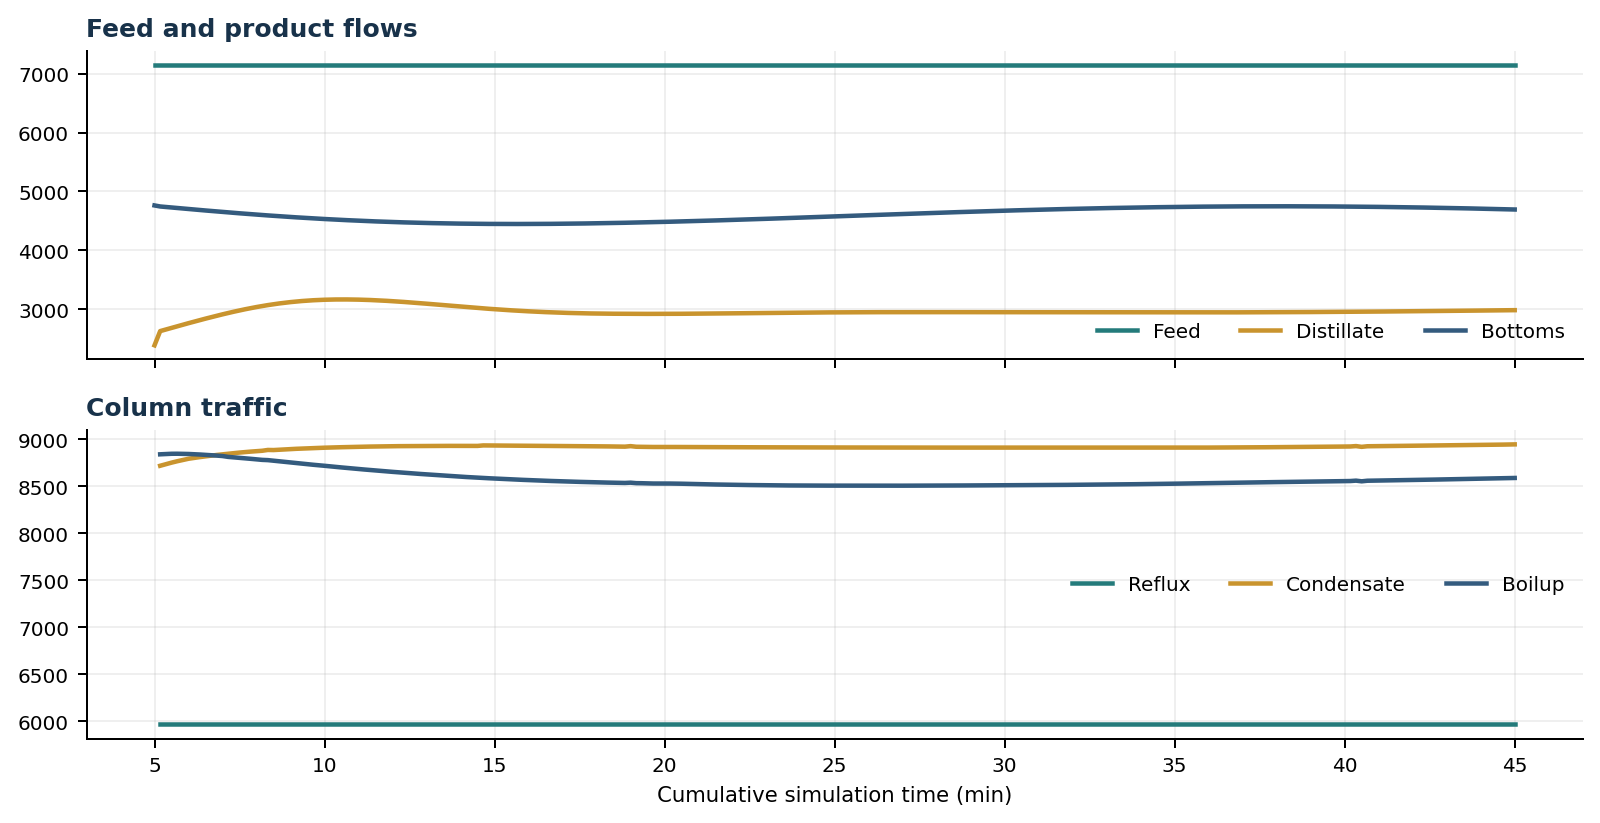 Feed and product flows
7000
6000
5000
4000
3000
Feed Distillate Bottoms
Column traffic
9000
8500
8000
7500
7000
6500
6000
Reflux Condensate Boilup
5 10 15 20 25 30 35 40 45
Cumulative simulation time (min)